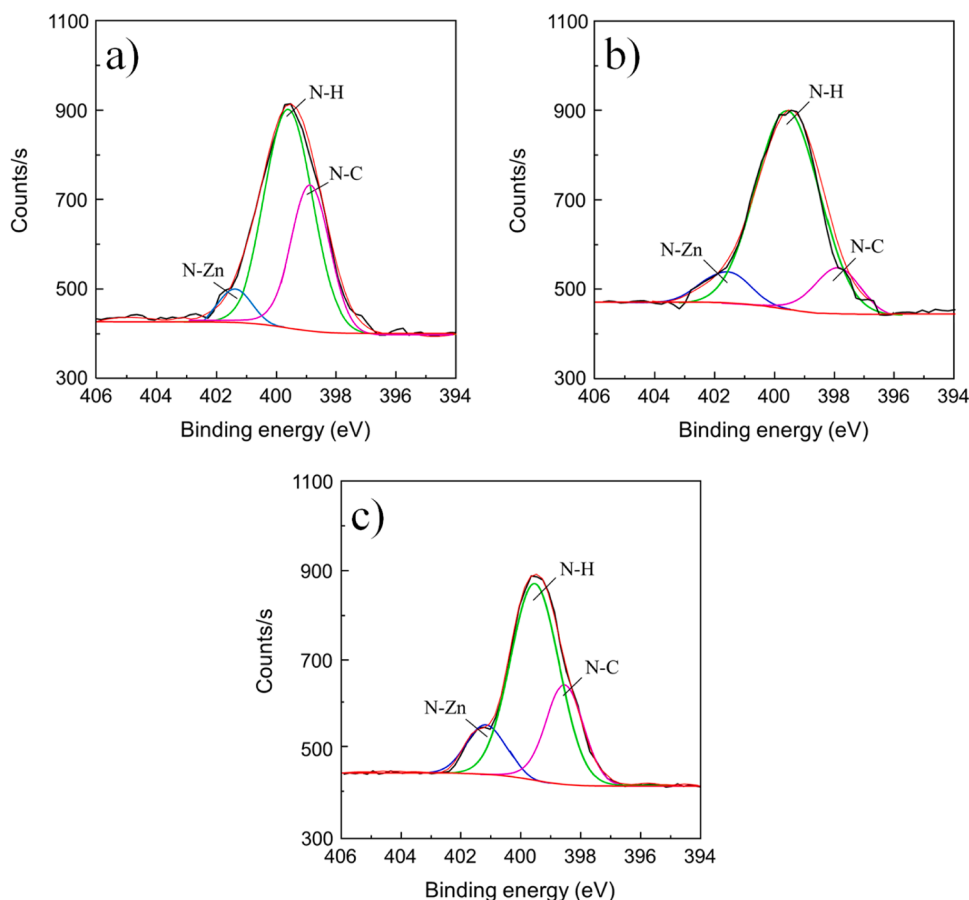 a)
1100
900
700
500
300
Counts/s
N-H
N-C
N-Zn
406 404 402 400 398 396 394
Binding energy (eV)
b)
1100
900
700
500
300
Counts/s
N-H
N-Zn
N-C
406 404 402 400 398 396 394
Binding energy (eV)
c)
1100
900
700
500
300
Counts/s
N-H
N-C
N-Zn
406 404 402 400 398 396 394
Binding energy (eV)